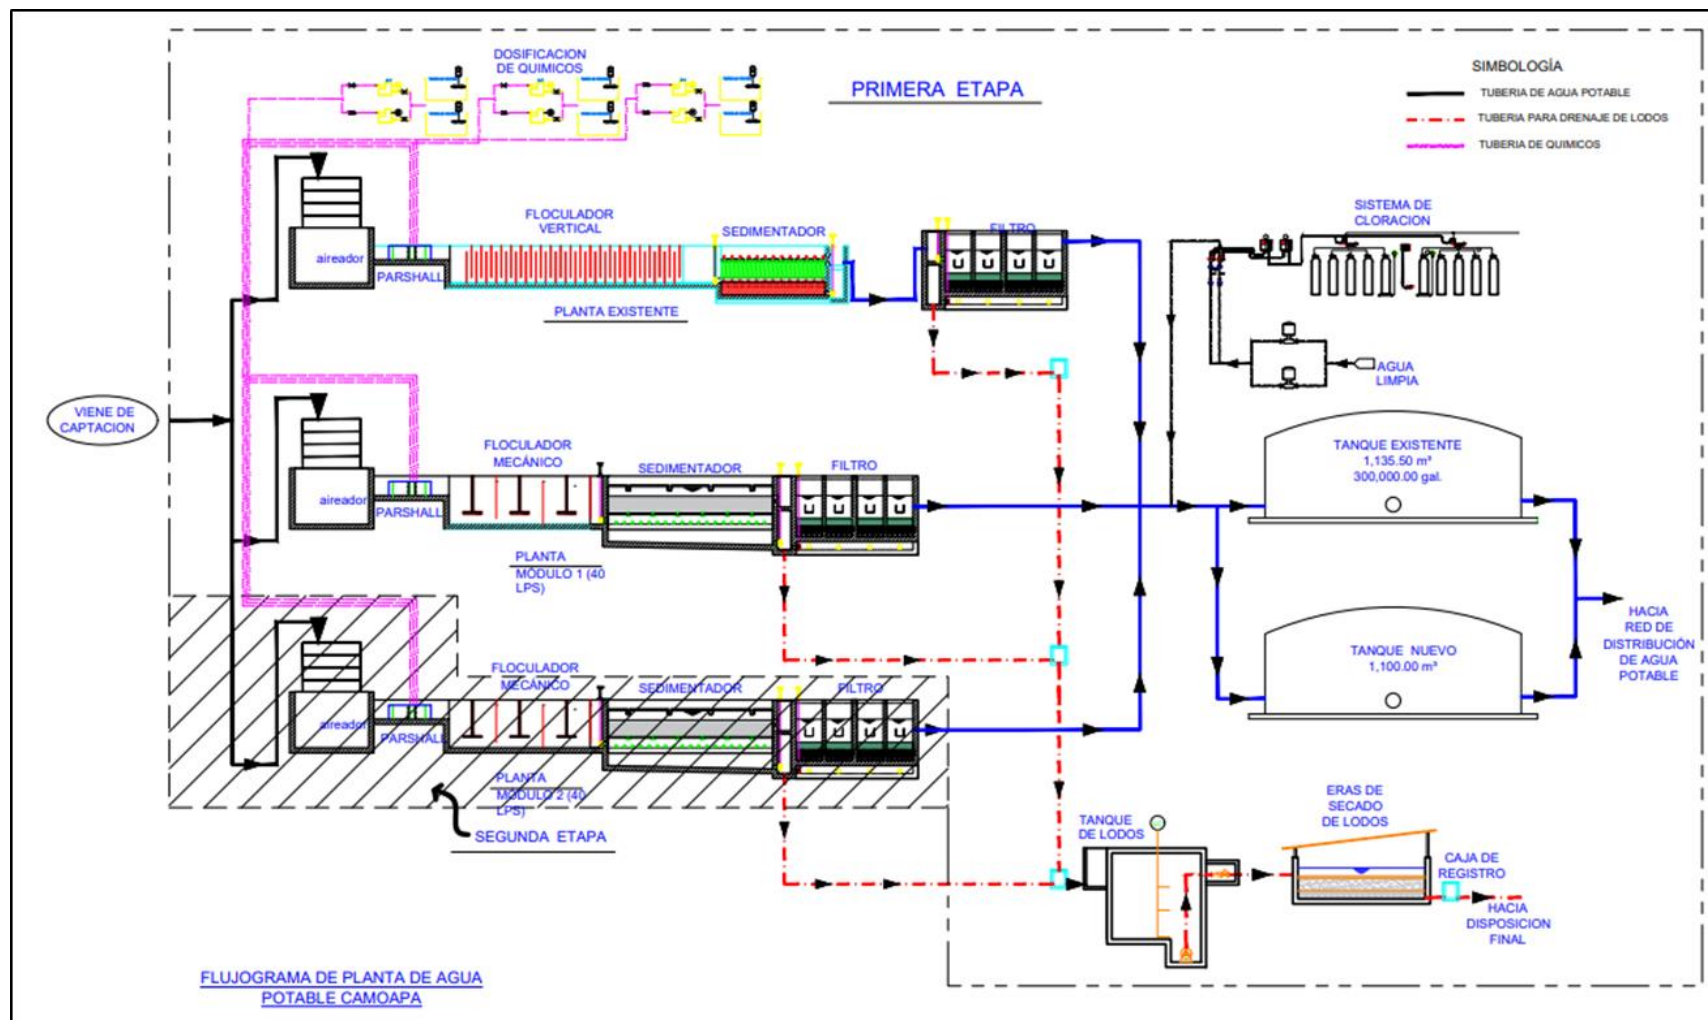 DOSIFICACION
DE QUIMICOS
PRIMERA ETAPA
SIMBOLOGÍA
TUBERIA DE AGUA POTABLE
TUBERIA PARA DRENAJE DE LODOS
TUBERIA DE QUIMICOS
aireador
PARSHALL
FLOCULADOR
VERTICAL
SEDIMENTADOR
FILTRO
PLANTA EXISTENTE
SISTEMA DE
CLORACION
AGUA
LIMPIA
VIENE DE
CAPTACION
aireador
PARSHALL
FLOCULADOR
MECÁNICO
SEDIMENTADOR
FILTRO
PLANTA
MÓDULO 1 (40
LPS)
TANQUE EXISTENTE
1,135.50 m³
300,000.00 gal.
TANQUE NUEVO
1,100.00 m³
HACIA
RED DE
DISTRIBUCIÓN
DE AGUA
POTABLE
aireador
PARSHALL
FLOCULADOR
MECÁNICO
SEDIMENTADOR
FILTRO
PLANTA
MÓDULO 2 (40
LPS)
SEGUNDA ETAPA
TANQUE
DE LODOS
ERAS DE
SECADO
DE LODOS
CAJA DE
REGISTRO
HACIA
DISPOSICION
FINAL
FLUJOGRAMA DE PLANTA DE AGUA
POTABLE CAMOAPA